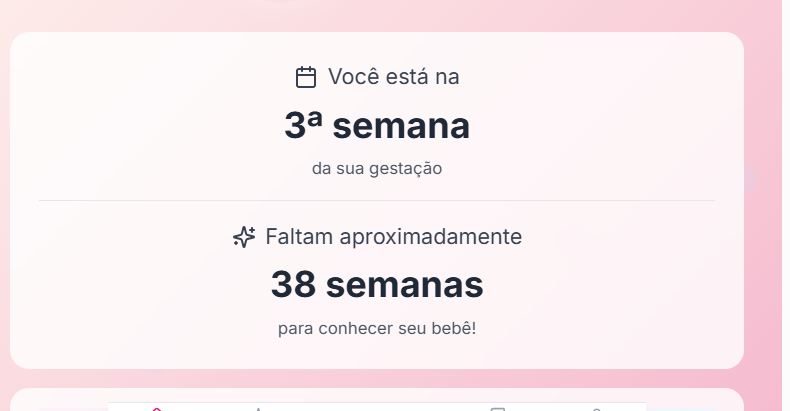 Você está na
3ª semana
da sua gestação
Faltam aproximadamente
38 semanas
para conhecer seu bebê!